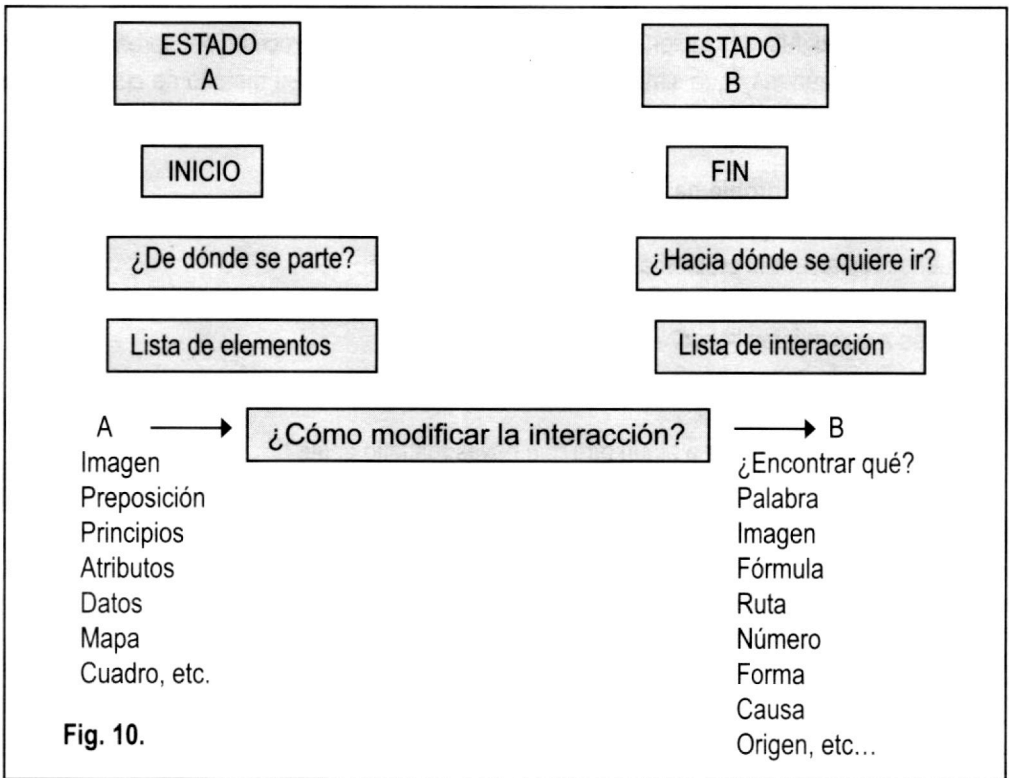 ESTADO
A
ESTADO
B
INICIO
FIN
¿De dónde se parte?
¿Hacia dónde se quiere ir?
Lista de elementos
Lista de interacción
A
¿Cómo modificar la interacción?
B
Imagen
Preposición
Principios
Atributos
Datos
Mapa
Cuadro, etc.
¿Encontrar qué?
Palabra
Imagen
Fórmula
Ruta
Número
Forma
Causa
Origen, etc...
Fig. 10.